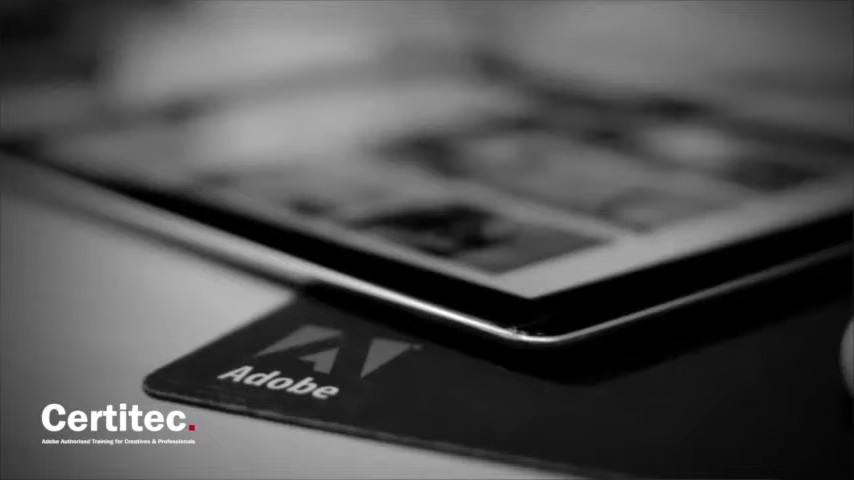 Adobe
Certitec.
Adobe Authorised Training for Creatives & Professionals